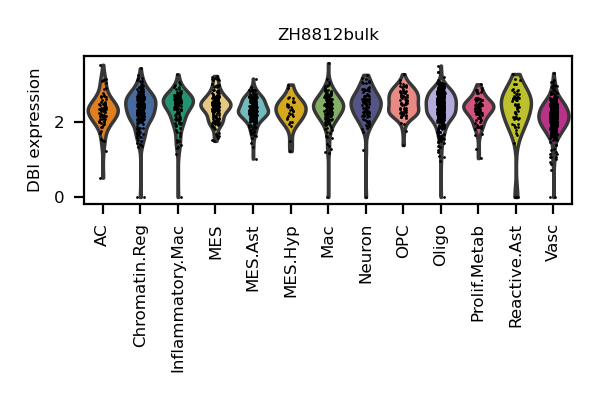 ZH8812bulk
DBI expression
2
0
AC
Chromatin.Reg
Inflammatory.Mac
MES
MES.Ast
MES.Hyp
Mac
Neuron
OPC
Oligo
Prolif.Metab
Reactive.Ast
Vasc